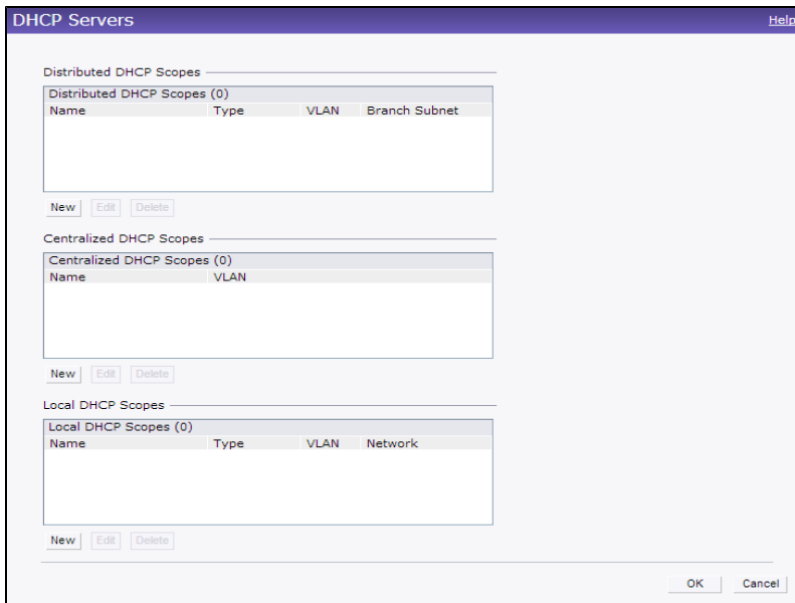 DHCP Servers Help
Distributed DHCP Scopes
Distributed DHCP Scopes (0)
Name Type VLAN Branch Subnet
New Edit Delete
Centralized DHCP Scopes
Centralized DHCP Scopes (0)
Name VLAN
New Edit Delete
Local DHCP Scopes
Local DHCP Scopes (0)
Name Type VLAN Network
New Edit Delete
OK Cancel